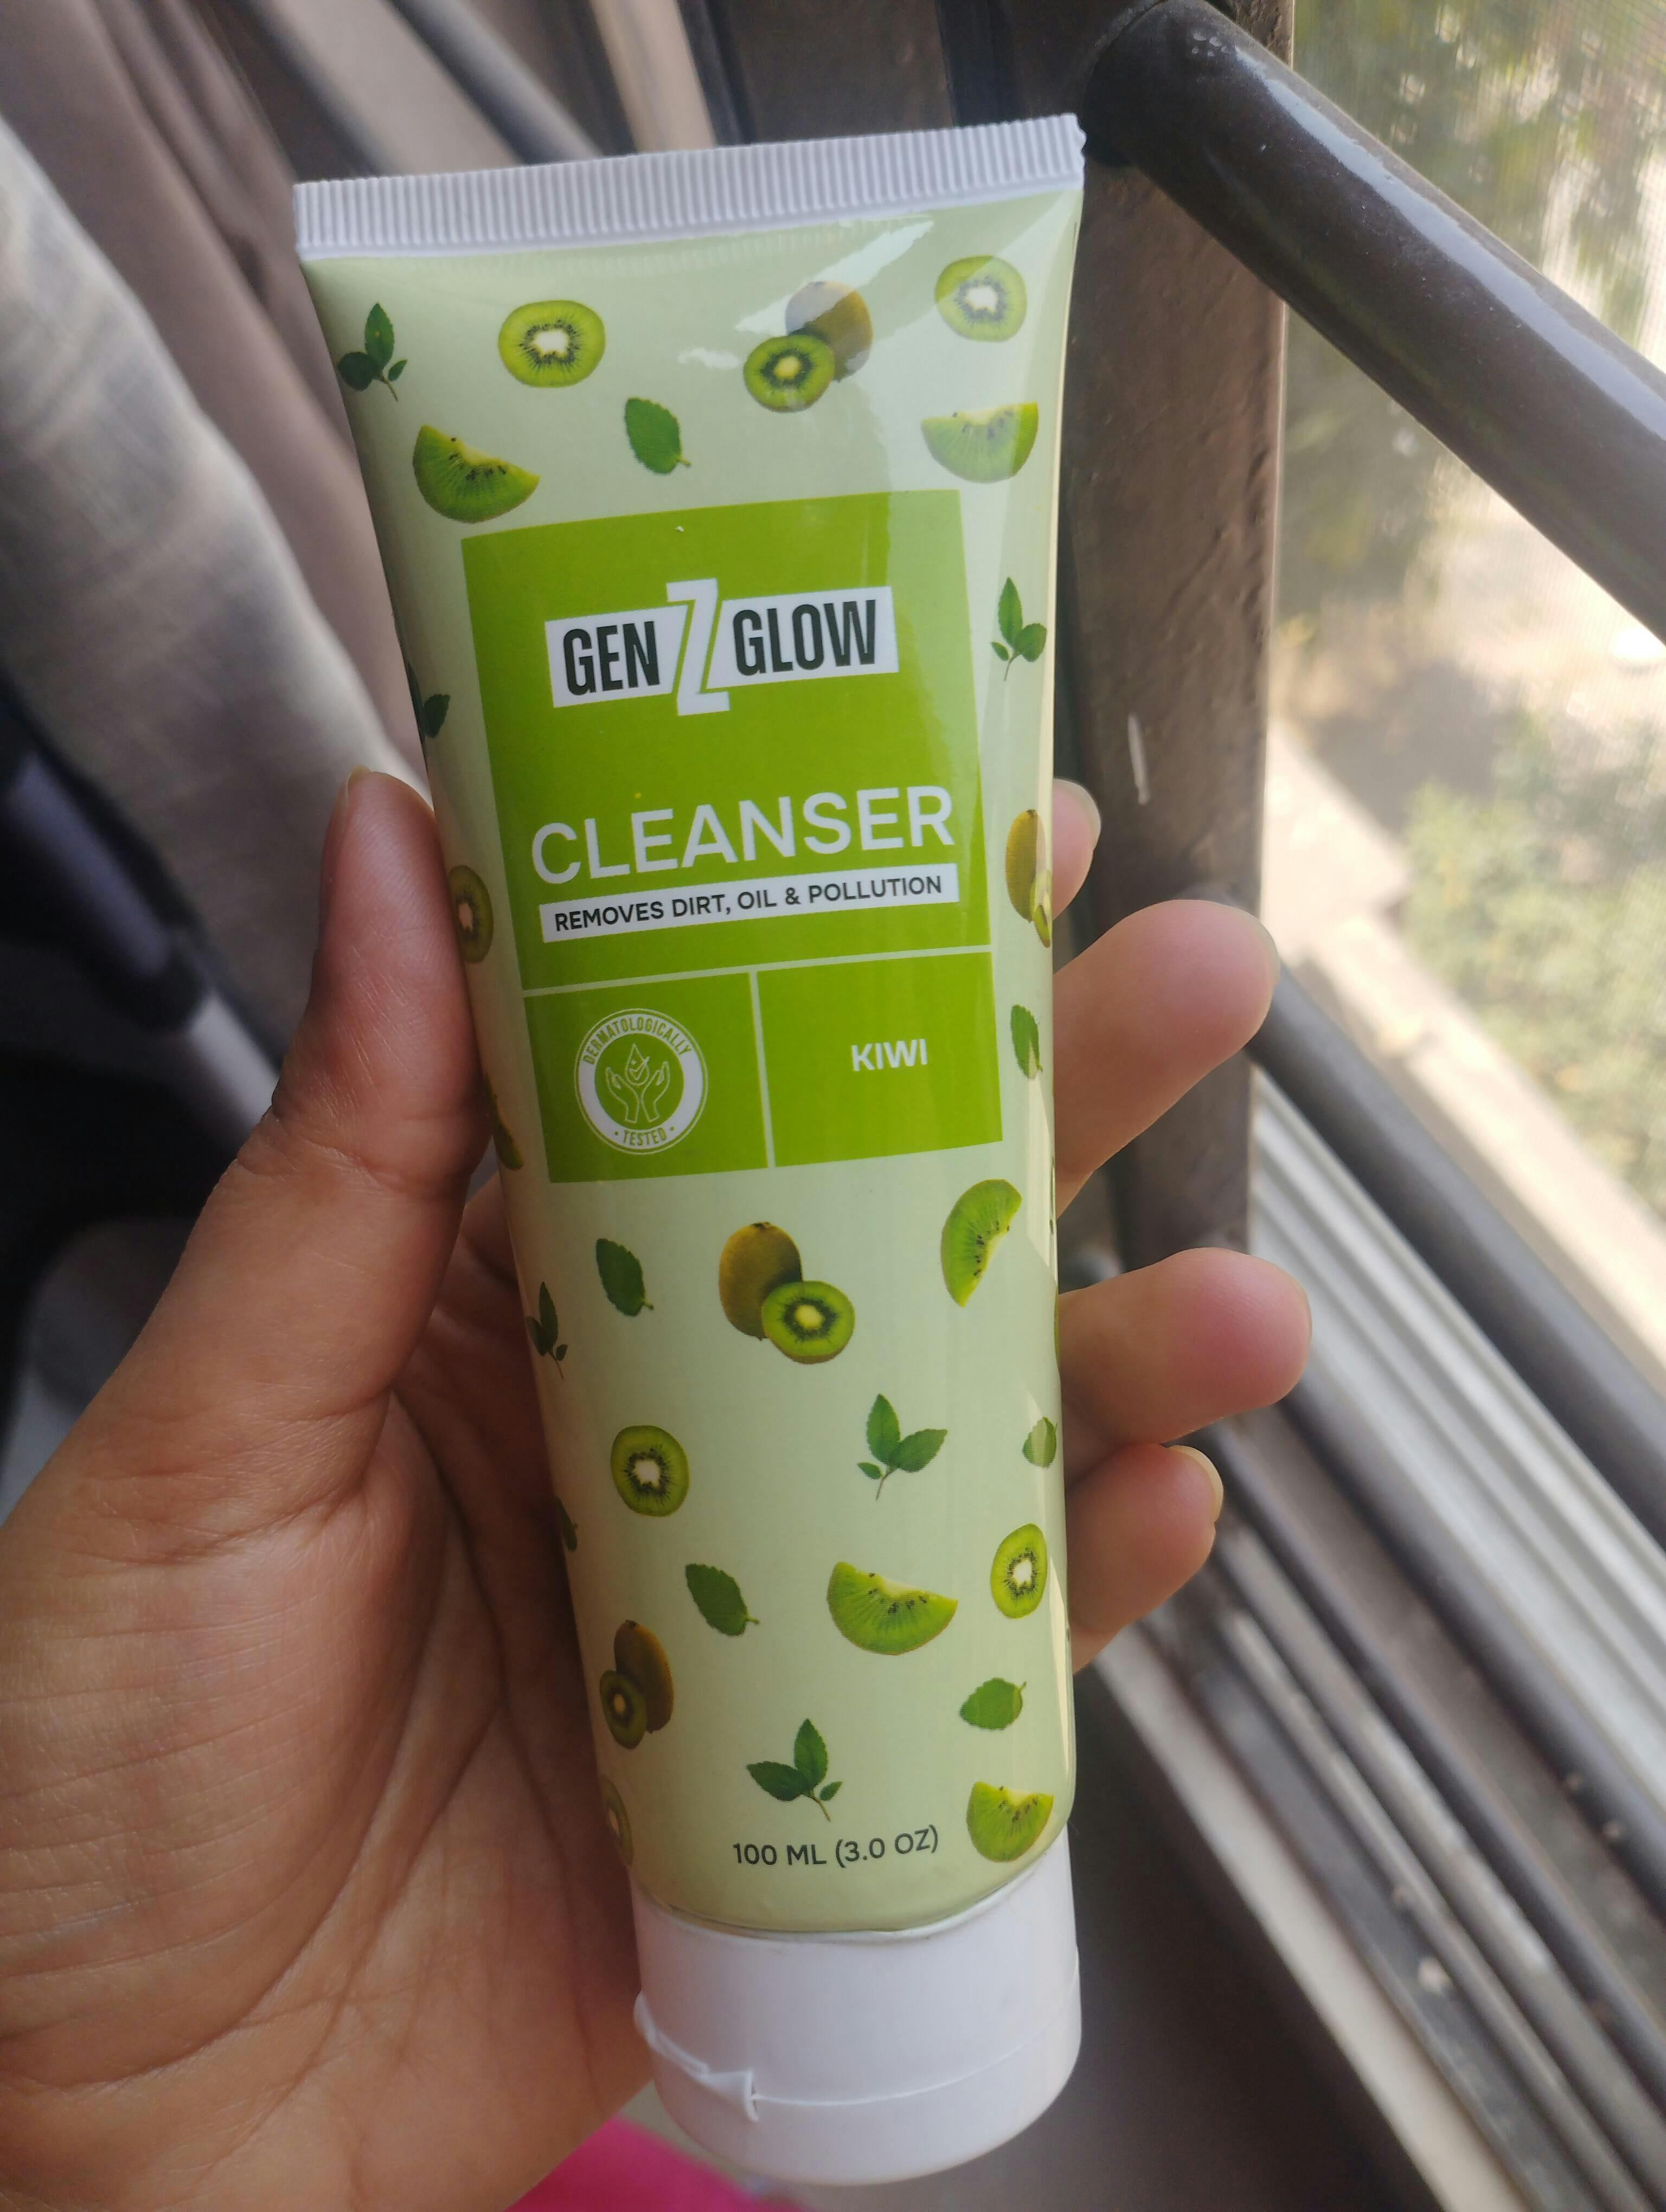 GEN Z GLOW
CLEANSER
REMOVES DIRT, OIL & POLLUTION
DERMATOLOGICALLY
• TESTED •
KIWI
100 ML (3.0 OZ)